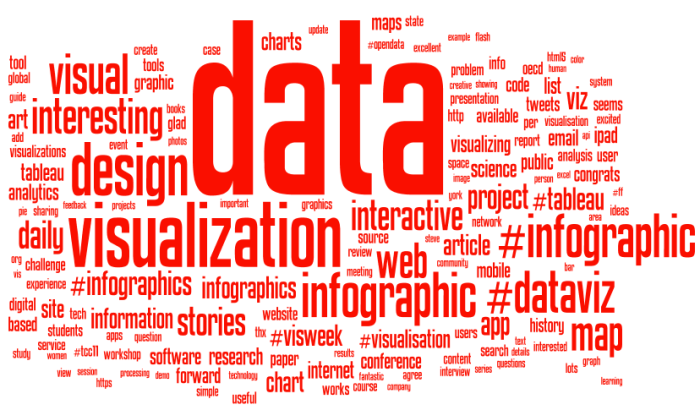 update
maps state
example flash
create
case
charts
#opendata
excellent
html5 color
tool
tools
problem info
oecd human
global
visual
graphic
creative showing
code list
system
guide
presentation
tweets viz seems
art interesting
books
data
http available
per visualisation excited
add
glad
email api ipad
event
photos
visualizing report
visualizations
design
space science public
analysis user
tableau
image
person excel congrats
analytics
important
graphics
york project #tableau #ff
pie sharing
feedback projects
interactive
network
area ideas
daily visualization
source
steve article #infographic
org challenge
review web
community
vis
meeting
mobile
bar
experience #infographics infographics
infographic #dataviz
digital site tech
website
based
information stories
thx #visweek #visualisation users app history map
students
apps question
text
service
search details interested
study women #tcc11 workshop software research paper
results
conference
content
questions
graph
view session
processing demo forward technology chart internet fantastic agree
interview series
lots
https
simple
useful
works course company
learning